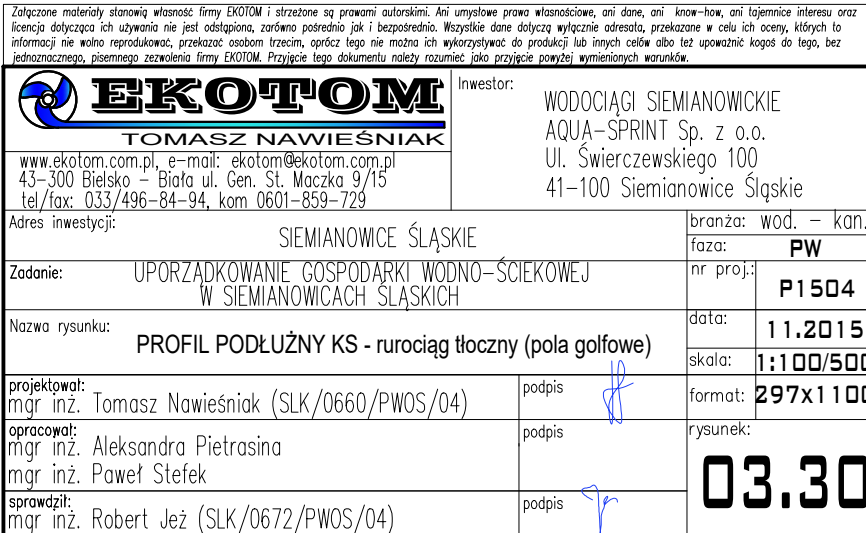 Załączone materiały stanowią własność firmy EKOTOM i strzeżone są prawami autorskimi. Ani umysłowe prawa własnościowe, ani dane, ani know-how, ani tajemnice interesu oraz
licencja dotycząca ich używania nie jest odstąpiona, zarówno pośrednio jak i bezpośrednio. Wszystkie dane dotyczą wyłącznie adresata, przekazane w celu ich oceny, których to
informacji nie wolno reprodukować, przekazać osobom trzecim, oprócz tego nie można ich wykorzystywać do produkcji lub innych celów albo też upoważnić kogoś do tego, bez
jednoznacznego, pisemnego zezwolenia firmy EKOTOM. Przyjęcie tego dokumentu należy rozumieć jako przyjęcie powyżej wymienionych warunków.
EKOTOM
TOMASZ NAWIEŚNIAK
www.ekotom.com.pl, e-mail: ekotom@ekotom.com.pl
43-300 Bielsko - Biała ul. Gen. St. Maczka 9/15
tel/fax: 033/496-84-94, kom 0601-859-729
Inwestor:
WODOCIĄGI SIEMIANOWICKIE
AQUA-SPRINT Sp. z o.o.
Ul. Świerczewskiego 100
41-100 Siemianowice Śląskie
Adres inwestycji:
SIEMIANOWICE ŚLĄSKIE
branża: wod. - kan.
faza: PW
Zadanie: UPORZĄDKOWANIE GOSPODARKI WODNO-ŚCIEKOWEJ
W SIEMIANOWICACH ŚLĄSKICH
nr proj.: P1504
Nazwa rysunku:
PROFIL PODŁUŻNY KS - rurociąg tłoczny (pola golfowe)
data: 11.2015
skala: 1:100/500
projektował:
mgr inż. Tomasz Nawieśniak (SLK/0660/PWOS/04)
podpis
format: 297x1100
opracował:
mgr inż. Aleksandra Pietrasina
mgr inż. Paweł Stefek
podpis
rysunek:
03.30
sprawdził:
mgr inż. Robert Jeż (SLK/0672/PWOS/04)
podpis